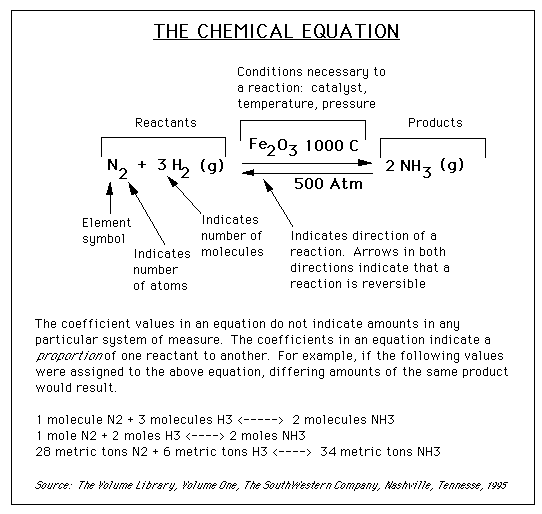 THE CHEMICAL EQUATION
Conditions necessary to
a reaction: catalyst,
temperature, pressure
Reactants
Products
Fe2O3 1000 C
N2 + 3 H2 (g)
2 NH3 (g)
500 Atm
Element
symbol
Indicates
number
of atoms
Indicates
number of
molecules
Indicates direction of a
reaction. Arrows in both
directions indicate that a
reaction is reversible
The coefficient values in an equation do not indicate amounts in any
particular system of measure. The coefficients in an equation indicate a
proportion of one reactant to another. For example, if the following values
were assigned to the above equation, differing amounts of the same product
would result.
1 molecule N2 + 3 molecules H3 <-----> 2 molecules NH3
1 mole N2 + 2 moles H3 <----> 2 moles NH3
28 metric tons N2 + 6 metric tons H3 <----> 34 metric tons NH3
Source: The Volume Library, Volume One, The SouthWestern Company, Nashville, Tennesse, 1995